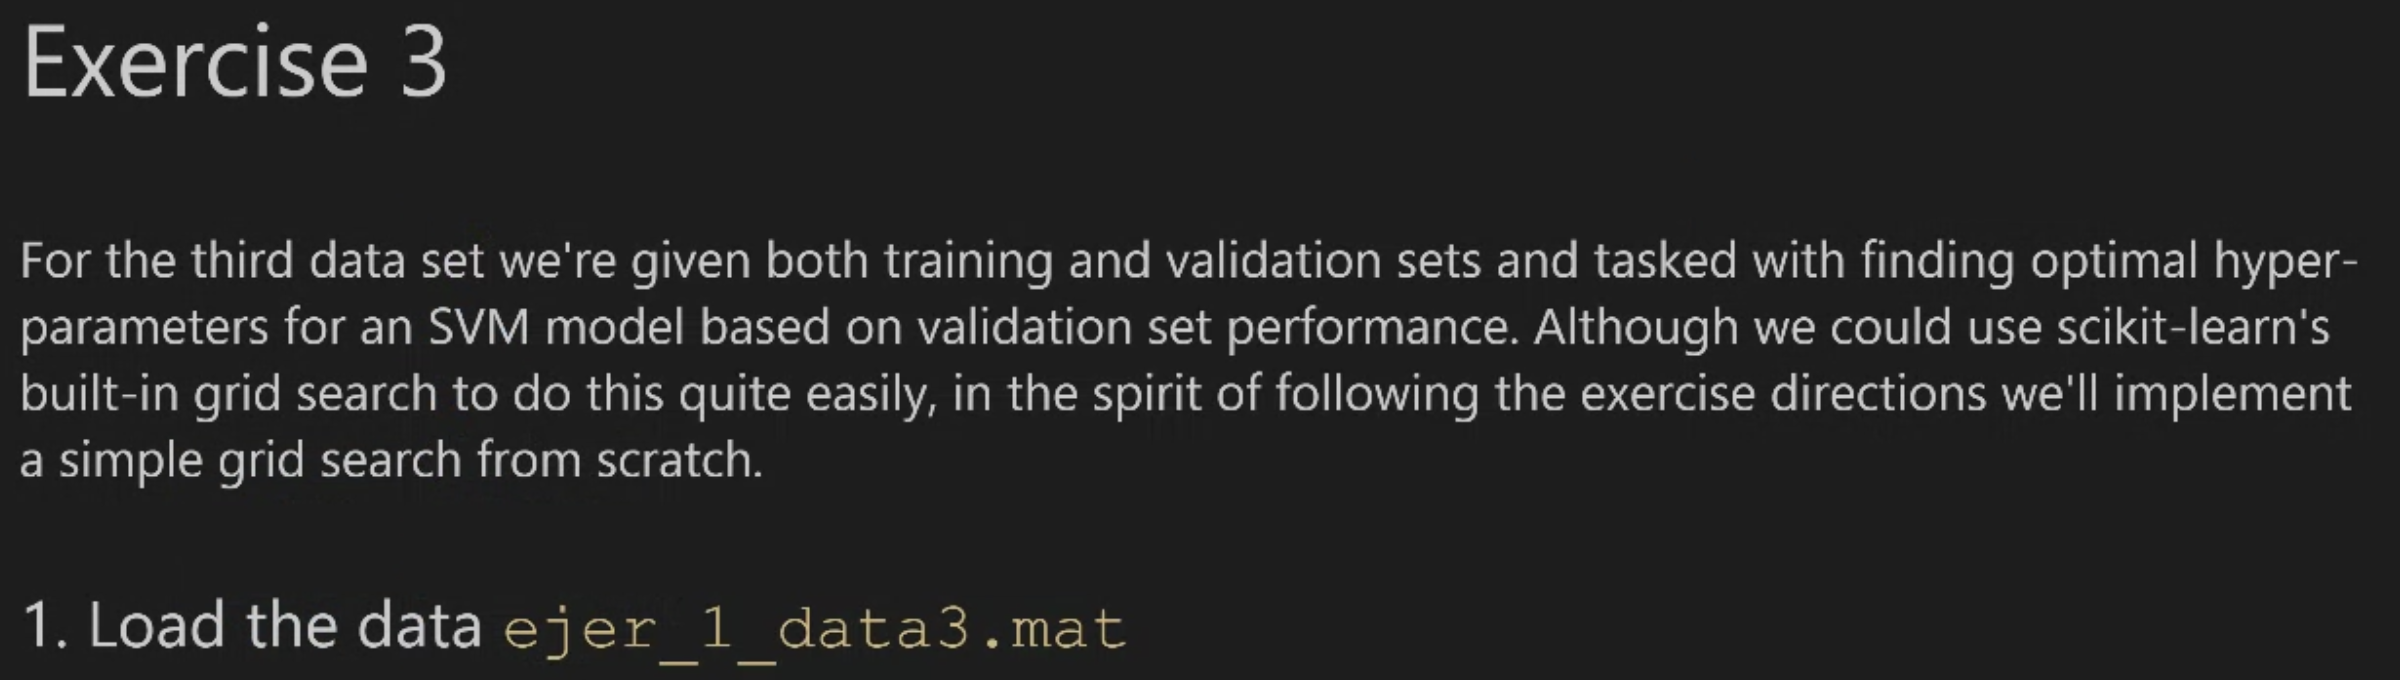 Exercise 3
For the third data set we're given both training and validation sets and tasked with finding optimal hyper-
parameters for an SVM model based on validation set performance. Although we could use scikit-learn's
built-in grid search to do this quite easily, in the spirit of following the exercise directions we'll implement
a simple grid search from scratch.
1. Load the data ejer_1_data3.mat